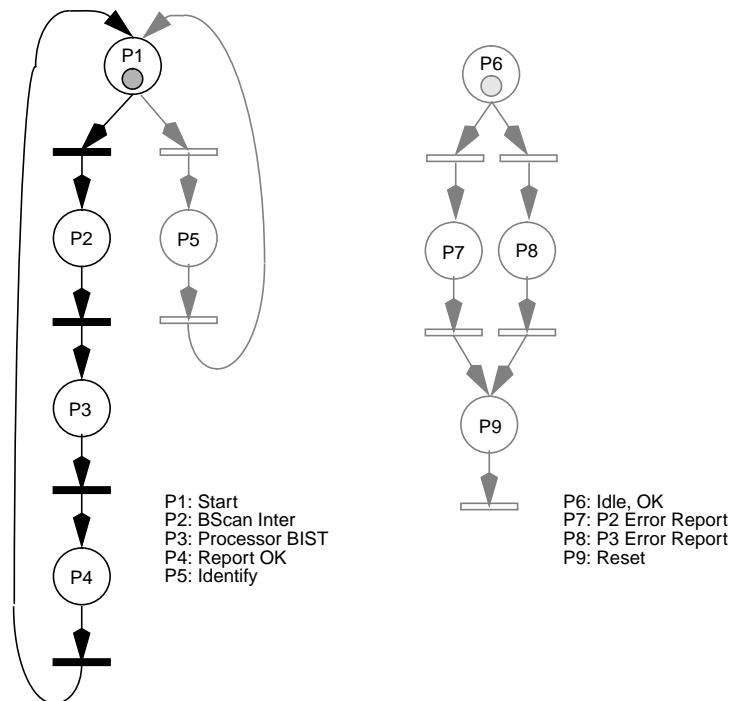 P1
P6
P2
P5
P7
P8
P3
P9
P4
P1: Start
P2: BScan Inter
P3: Processor BIST
P4: Report OK
P5: Identify
P6: Idle, OK
P7: P2 Error Report
P8: P3 Error Report
P9: Reset